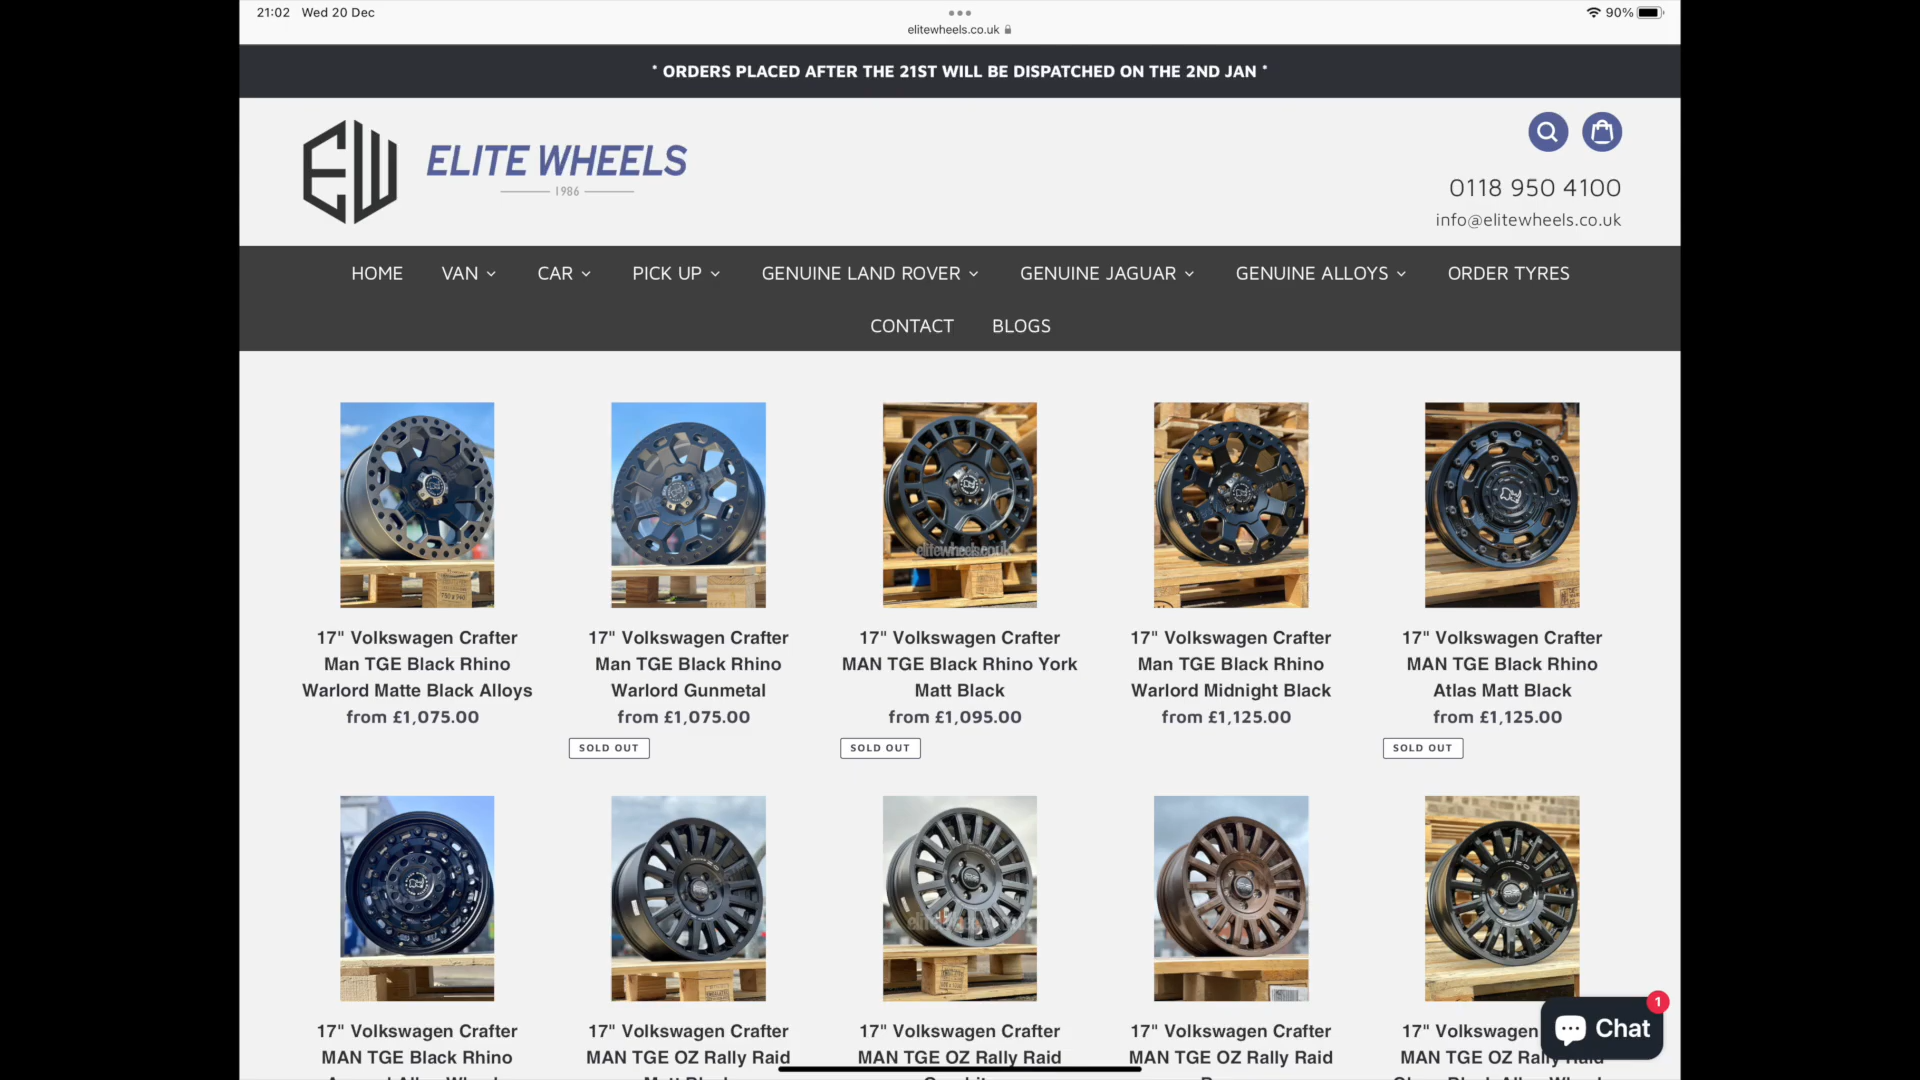 21:02 Wed 20 Dec
90%
elitewheels.co.uk
* ORDERS PLACED AFTER THE 21ST WILL BE DISPATCHED ON THE 2ND JAN *
EW
ELITE WHEELS
1986
0118 950 4100
info@elitewheels.co.uk
HOME VAN CAR PICK UP GENUINE LAND ROVER GENUINE JAGUAR GENUINE ALLOYS ORDER TYRES
CONTACT BLOGS
elitewheels.co.uk
17" Volkswagen Crafter
Man TGE Black Rhino
Warlord Matte Black Alloys
from £1,075.00
17" Volkswagen Crafter
Man TGE Black Rhino
Warlord Gunmetal
from £1,075.00
SOLD OUT
17" Volkswagen Crafter
MAN TGE Black Rhino York
Matt Black
from £1,095.00
SOLD OUT
17" Volkswagen Crafter
Man TGE Black Rhino
Warlord Midnight Black
from £1,125.00
17" Volkswagen Crafter
MAN TGE Black Rhino
Atlas Matt Black
from £1,125.00
SOLD OUT
17" Volkswagen Crafter
MAN TGE Black Rhino
17" Volkswagen Crafter
MAN TGE OZ Rally Raid
17" Volkswagen Crafter
MAN TGE OZ Rally Raid
17" Volkswagen Crafter
MAN TGE OZ Rally Raid
17" Volkswagen
MAN TGE OZ Rally Raid
Chat
1